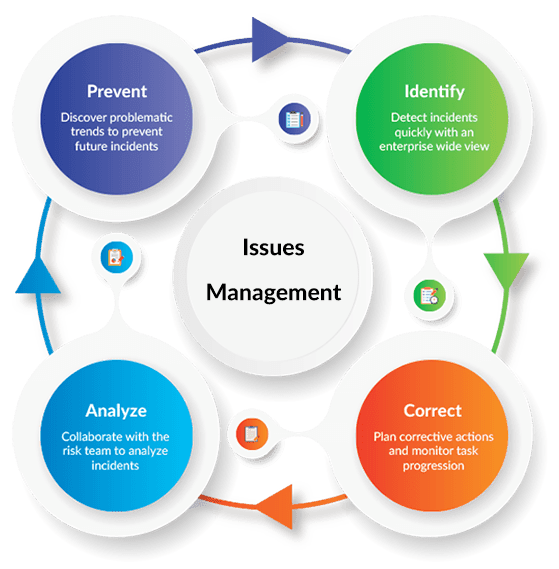 Prevent
Discover problematic
trends to prevent
future incidents
Identify
Detect incidents
quickly with an
enterprise wide view
Issues
Management
Analyze
Collaborate with the
risk team to analyze
incidents
Correct
Plan corrective actions
and monitor task
progression